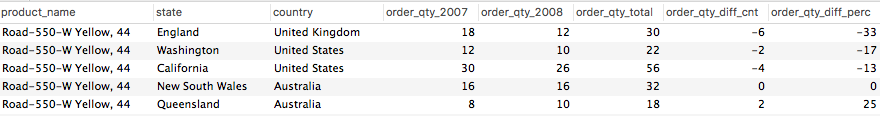 product_name state country order_qty_2007 order_qty_2008 order_qty_total order_qty_diff_cnt order_qty_diff_perc
Road-550-W Yellow, 44 England United Kingdom 18 12 30 -6 -33
Road-550-W Yellow, 44 Washington United States 12 10 22 -2 -17
Road-550-W Yellow, 44 California United States 30 26 56 -4 -13
Road-550-W Yellow, 44 New South Wales Australia 16 16 32 0 0
Road-550-W Yellow, 44 Queensland Australia 8 10 18 2 25